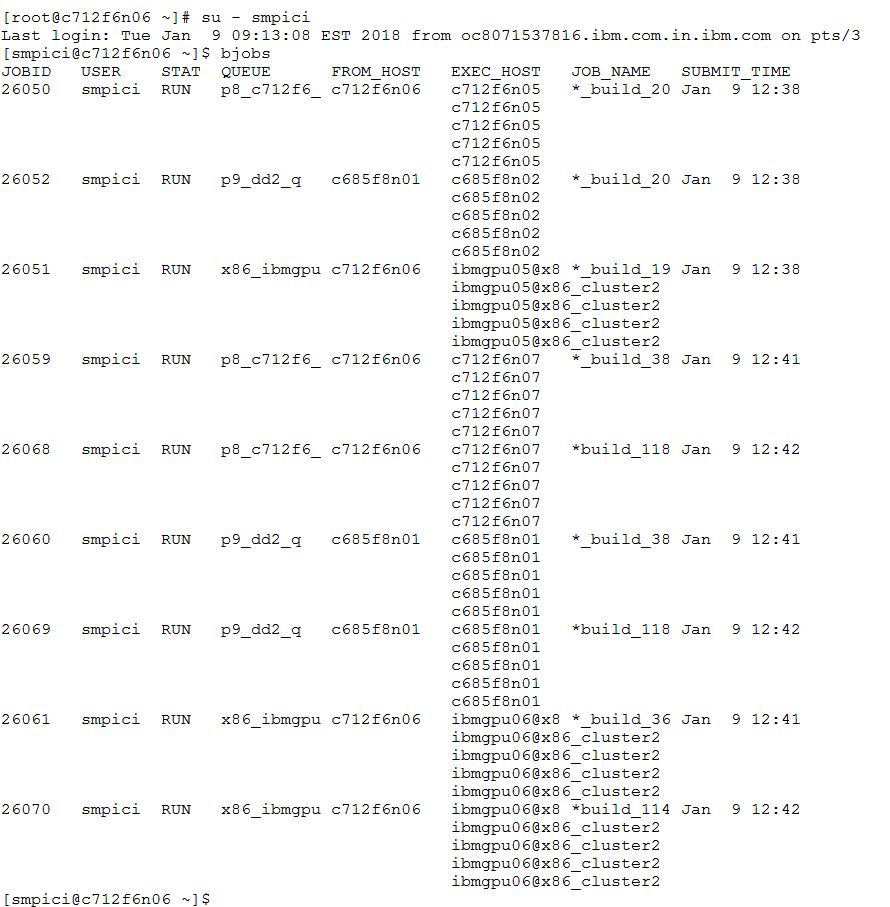 [root@c712f6n06 ~]# su - smpici
Last login: Tue Jan  9 09:13:08 EST 2018 from oc8071537816.ibm.com.in.ibm.com on pts/3
[smpici@c712f6n06 ~]$ bjobs
JOBID   USER    STAT  QUEUE      FROM_HOST   EXEC_HOST   JOB_NAME   SUBMIT_TIME
26050   smpici  RUN   p8_c712f6_ c712f6n06   c712f6n05   *_build_20 Jan  9 12:38
                                             c712f6n05
                                             c712f6n05
                                             c712f6n05
                                             c712f6n05
26052   smpici  RUN   p9_dd2_q   c685f8n01   c685f8n02   *_build_20 Jan  9 12:38
                                             c685f8n02
                                             c685f8n02
                                             c685f8n02
                                             c685f8n02
26051   smpici  RUN   x86_ibmgpu c712f6n06   ibmgpu05@x8 *_build_19 Jan  9 12:38
                                             ibmgpu05@x86_cluster2
                                             ibmgpu05@x86_cluster2
                                             ibmgpu05@x86_cluster2
                                             ibmgpu05@x86_cluster2
26059   smpici  RUN   p8_c712f6_ c712f6n06   c712f6n07   *_build_38 Jan  9 12:41
                                             c712f6n07
                                             c712f6n07
                                             c712f6n07
                                             c712f6n07
26068   smpici  RUN   p8_c712f6_ c712f6n06   c712f6n07   *build_118 Jan  9 12:42
                                             c712f6n07
                                             c712f6n07
                                             c712f6n07
                                             c712f6n07
26060   smpici  RUN   p9_dd2_q   c685f8n01   c685f8n01   *_build_38 Jan  9 12:41
                                             c685f8n01
                                             c685f8n01
                                             c685f8n01
                                             c685f8n01
26069   smpici  RUN   p9_dd2_q   c685f8n01   c685f8n01   *build_118 Jan  9 12:42
                                             c685f8n01
                                             c685f8n01
                                             c685f8n01
                                             c685f8n01
26061   smpici  RUN   x86_ibmgpu c712f6n06   ibmgpu06@x8 *_build_36 Jan  9 12:41
                                             ibmgpu06@x86_cluster2
                                             ibmgpu06@x86_cluster2
                                             ibmgpu06@x86_cluster2
                                             ibmgpu06@x86_cluster2
26070   smpici  RUN   x86_ibmgpu c712f6n06   ibmgpu06@x8 *build_114 Jan  9 12:42
                                             ibmgpu06@x86_cluster2
                                             ibmgpu06@x86_cluster2
                                             ibmgpu06@x86_cluster2
                                             ibmgpu06@x86_cluster2
[smpici@c712f6n06 ~]$